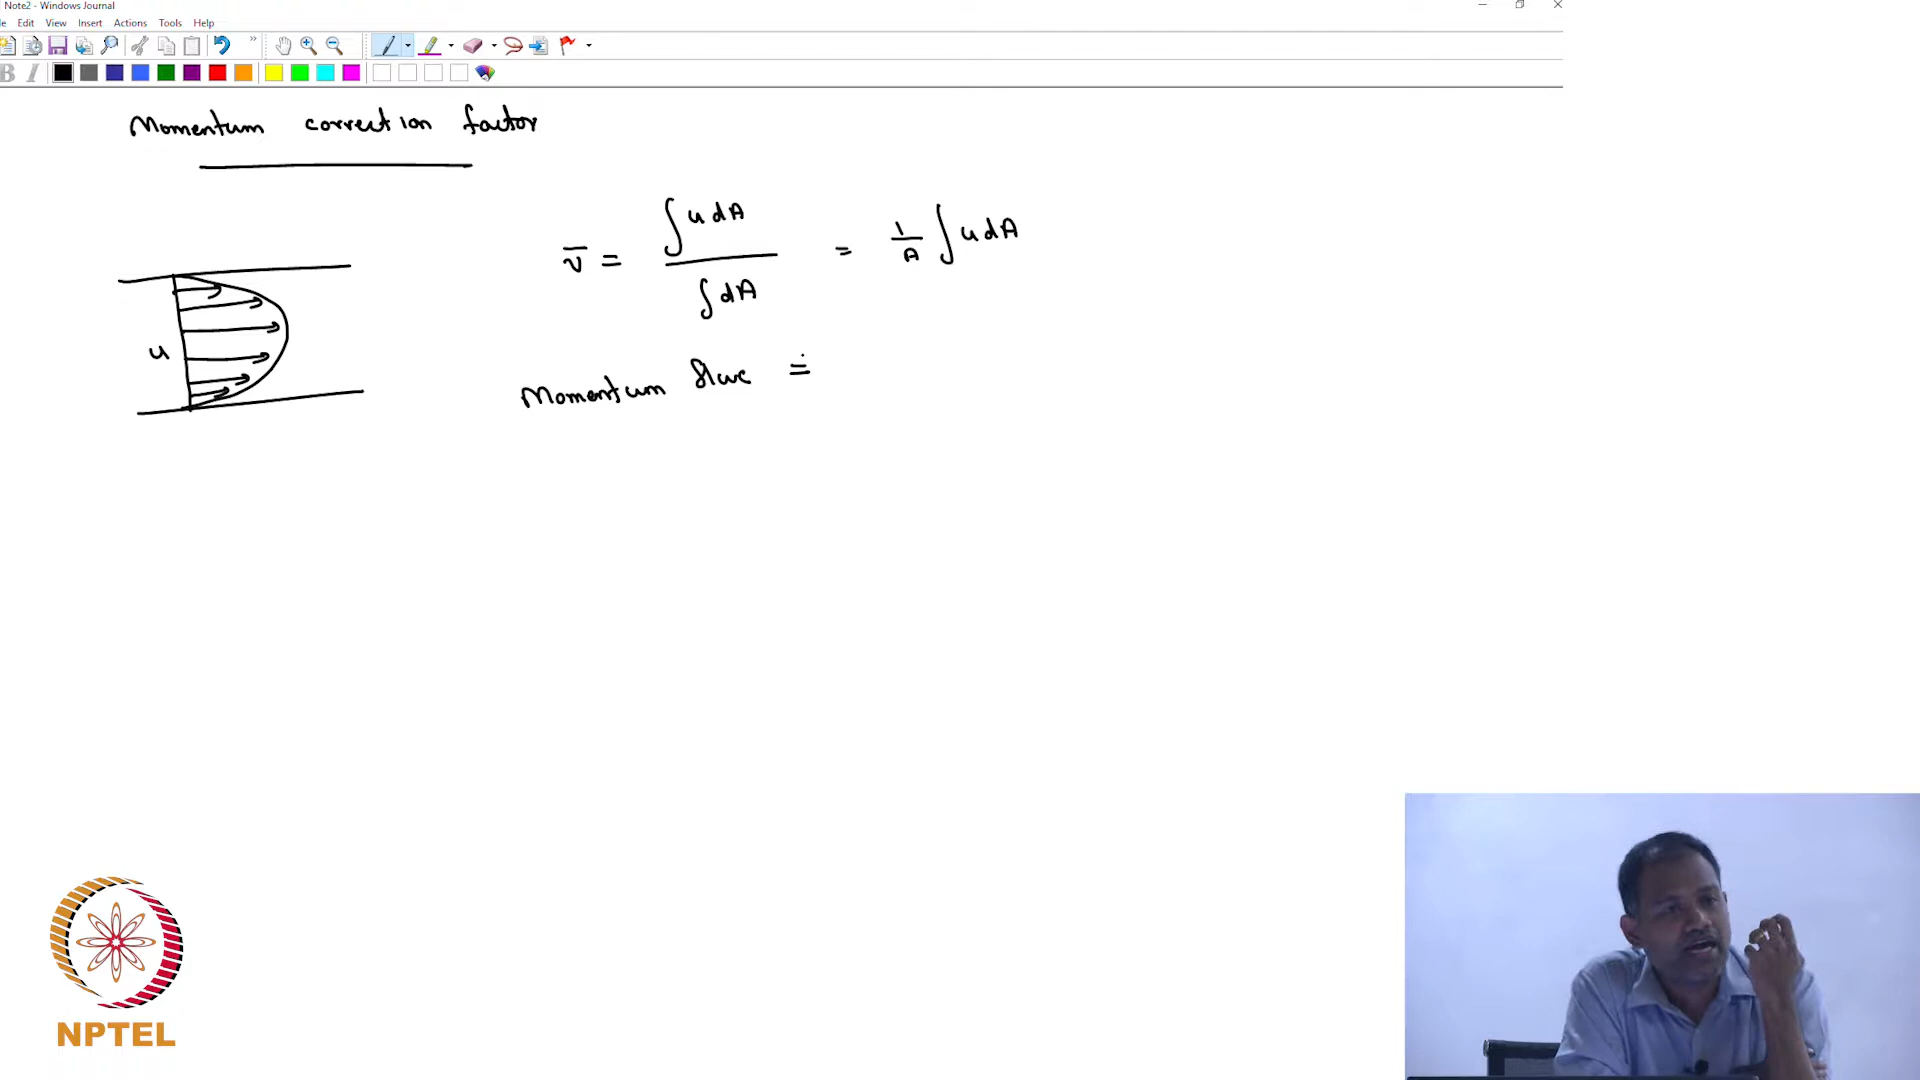 Note2 - Windows Journal
Edit View Insert Actions Tools Help
B I
Momentum correction factor
v̄ = ∫u dA / ∫dA = 1/A ∫u dA
u
Momentum flux =
NPTEL